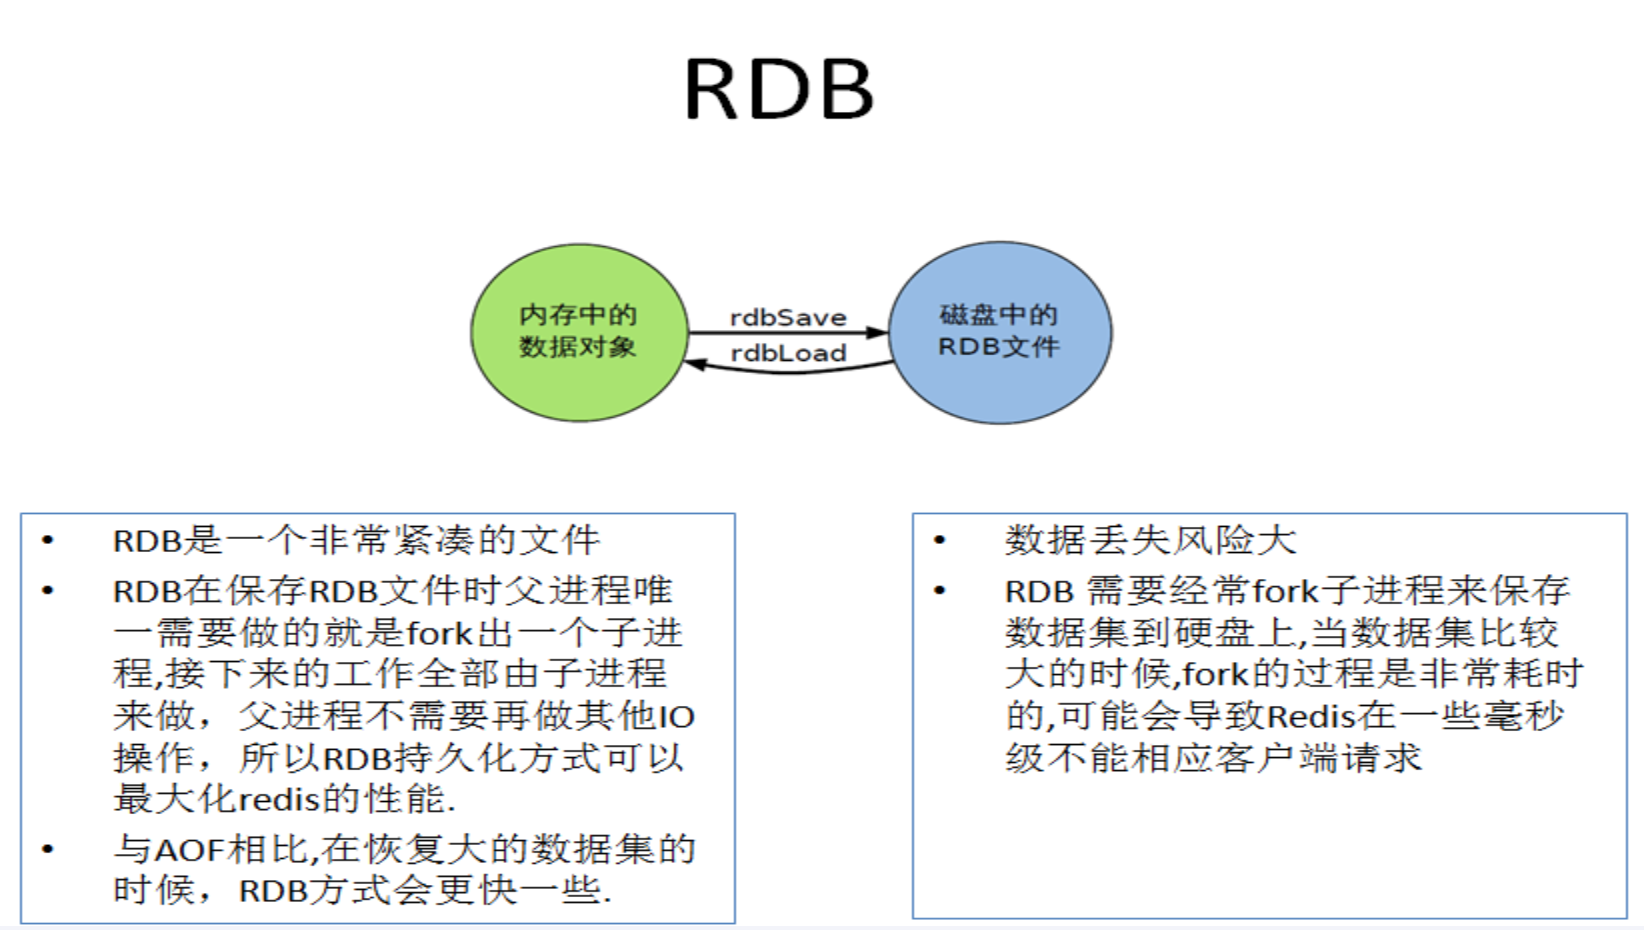 RDB
内存中的
数据对象
rdbSave
rdbLoad
磁盘中的
RDB文件
• RDB是一个非常紧凑的文件
• RDB在保存RDB文件时父进程唯
一需要做的就是fork出一个子进
程,接下来的工作全部由子进程
来做，父进程不需要再做其他IO
操作，所以RDB持久化方式可以
最大化redis的性能.
• 与AOF相比,在恢复大的数据集的
时候，RDB方式会更快一些.
• 数据丢失风险大
• RDB 需要经常fork子进程来保存
数据集到硬盘上,当数据集比较
大的时候,fork的过程是非常耗时
的,可能会导致Redis在一些毫秒
级不能相应客户端请求